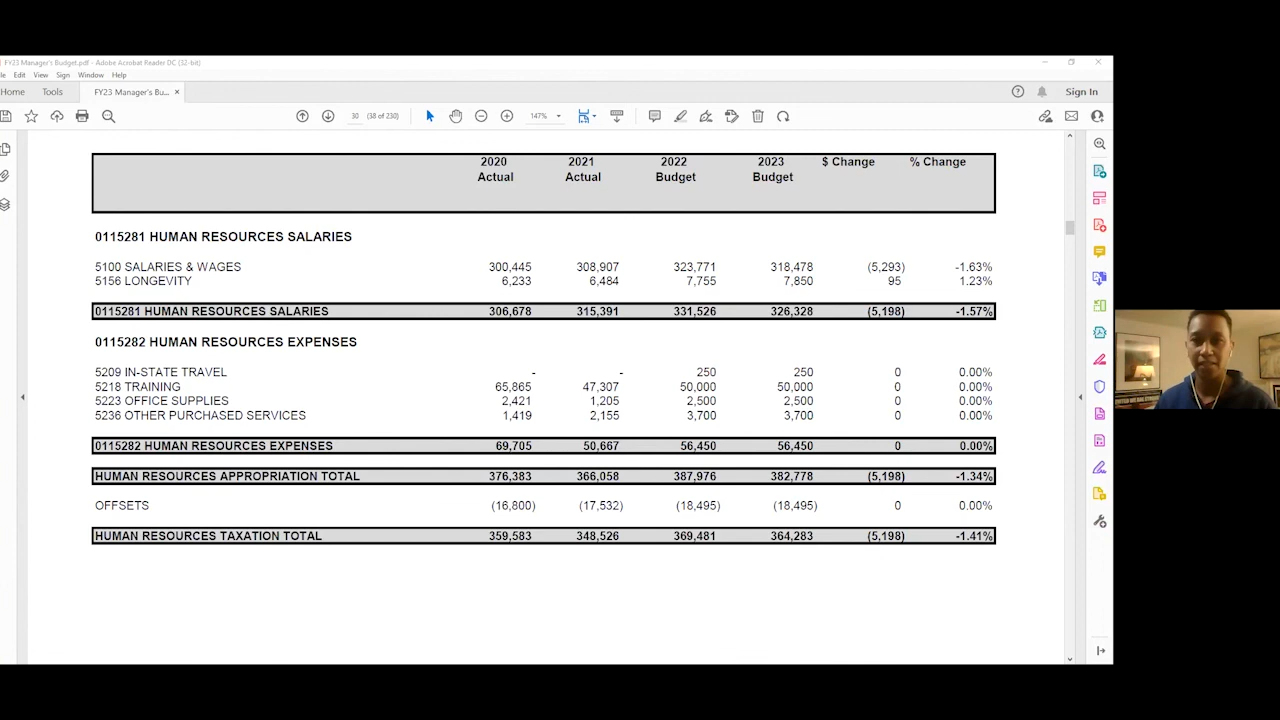 FY23 Manager's Budget.pdf - Adobe Acrobat Reader DC (32-bit)
le Edit View Sign Window Help
Home Tools FY23 Manager's Bu... × Sign In
30 (38 of 230) 147%
2020 2021 2022 2023 $ Change % Change
Actual Actual Budget Budget
0115281 HUMAN RESOURCES SALARIES
5100 SALARIES & WAGES 300,445 308,907 323,771 318,478 (5,293) -1.63%
5156 LONGEVITY 6,233 6,484 7,755 7,850 95 1.23%
0115281 HUMAN RESOURCES SALARIES 306,678 315,391 331,526 326,328 (5,198) -1.57%
0115282 HUMAN RESOURCES EXPENSES
5209 IN-STATE TRAVEL - - 250 250 0 0.00%
5218 TRAINING 65,865 47,307 50,000 50,000 0 0.00%
5223 OFFICE SUPPLIES 2,421 1,205 2,500 2,500 0 0.00%
5236 OTHER PURCHASED SERVICES 1,419 2,155 3,700 3,700 0 0.00%
0115282 HUMAN RESOURCES EXPENSES 69,705 50,667 56,450 56,450 0 0.00%
HUMAN RESOURCES APPROPRIATION TOTAL 376,383 366,058 387,976 382,778 (5,198) -1.34%
OFFSETS (16,800) (17,532) (18,495) (18,495) 0 0.00%
HUMAN RESOURCES TAXATION TOTAL 359,583 348,526 369,481 364,283 (5,198) -1.41%